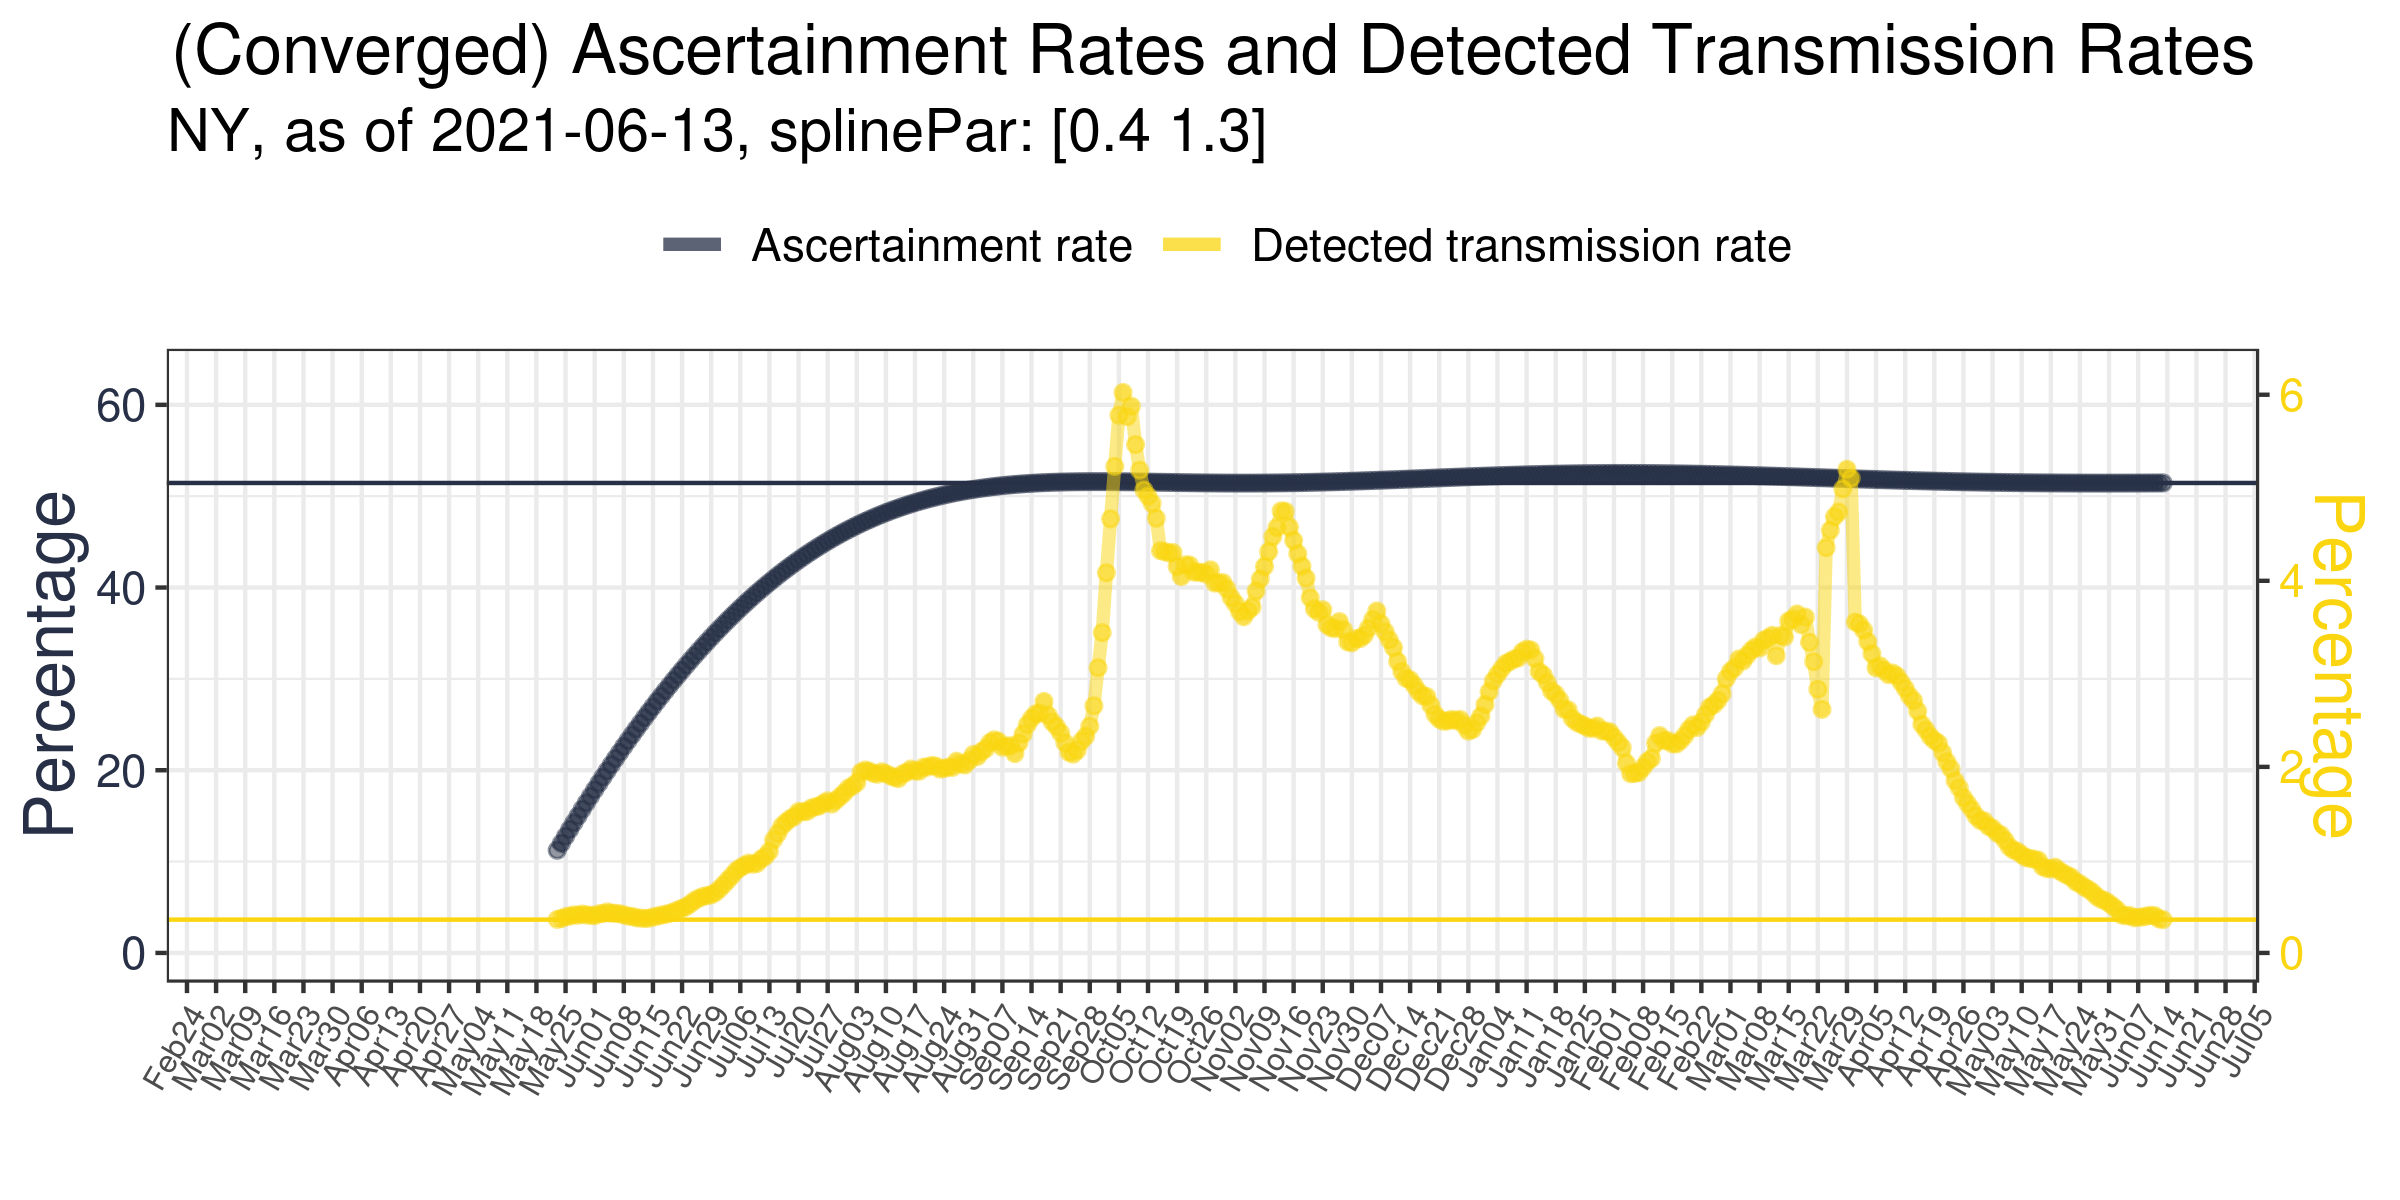 (Converged) Ascertainment Rates and Detected Transmission Rates
NY, as of 2021-06-13, splinePar: [0.4 1.3]
Ascertainment rate Detected transmission rate
Percentage
60
40
20
0
6
4
2
0
Percentage
Feb24 Mar02 Mar09 Mar16 Mar23 Mar30 Apr06 Apr13 Apr20 Apr27 May04 May11 May18 May25 Jun01 Jun08 Jun15 Jun22 Jun29 Jul06 Jul13 Jul20 Jul27 Aug03 Aug10 Aug17 Aug24 Aug31 Sep07 Sep14 Sep21 Sep28 Oct05 Oct12 Oct19 Oct26 Nov02 Nov09 Nov16 Nov23 Nov30 Dec07 Dec14 Dec21 Dec28 Jan04 Jan11 Jan18 Jan25 Feb01 Feb08 Feb15 Feb22 Mar01 Mar08 Mar15 Mar22 Mar29 Apr05 Apr12 Apr19 Apr26 May03 May10 May17 May24 May31 Jun07 Jun14 Jun21 Jun28 Jul05